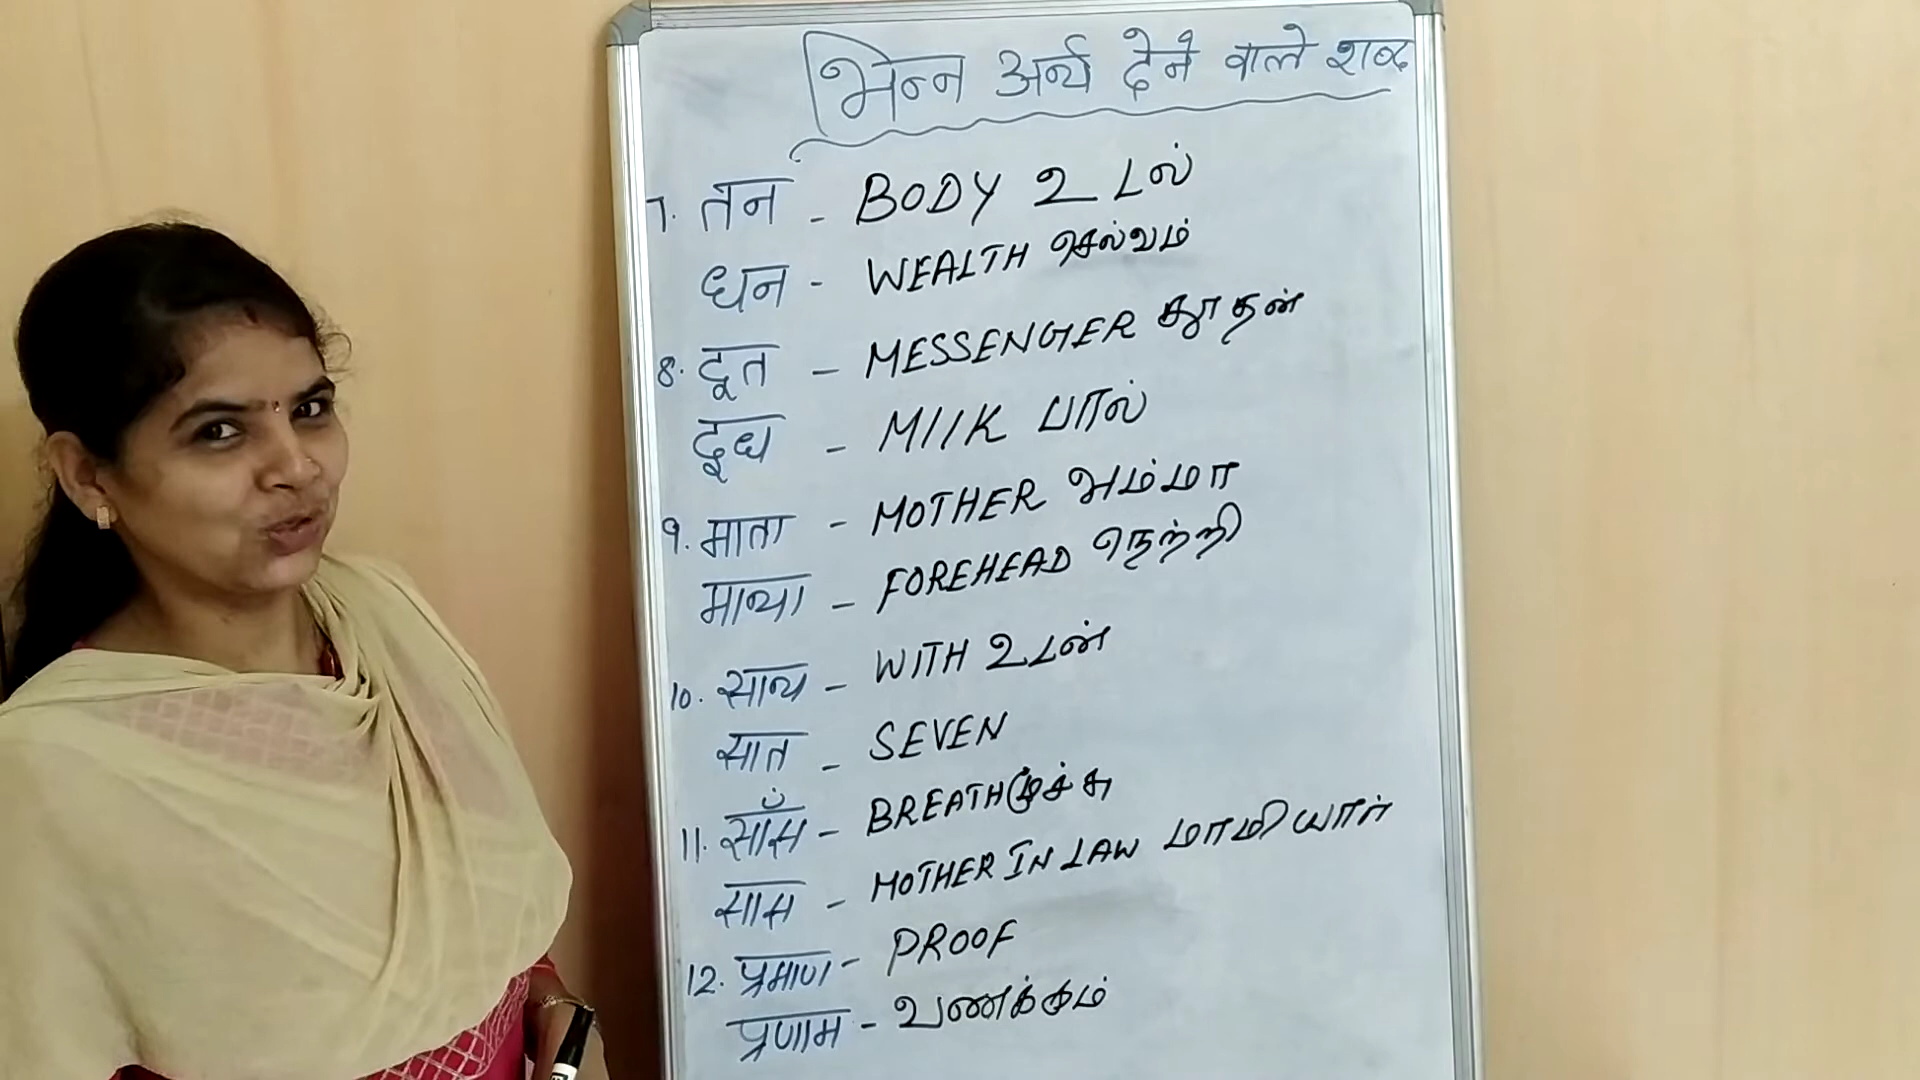 भिन्न अर्थ देने वाले शब्द
7. तन - BODY உடல்
धन - WEALTH செல்வம்
8. दूत - MESSENGER தூதன்
दूध - MIlK பால்
9. माता - MOTHER அம்மா
माथा - FOREHEAD நெற்றி
10. साथ - WITH உடன்
सात - SEVEN
11. साँस - BREATH மூச்சு
सास - MOTHER IN LAW மாமியார்
12. प्रमाण - PROOF
प्रणाम - வணக்கம்